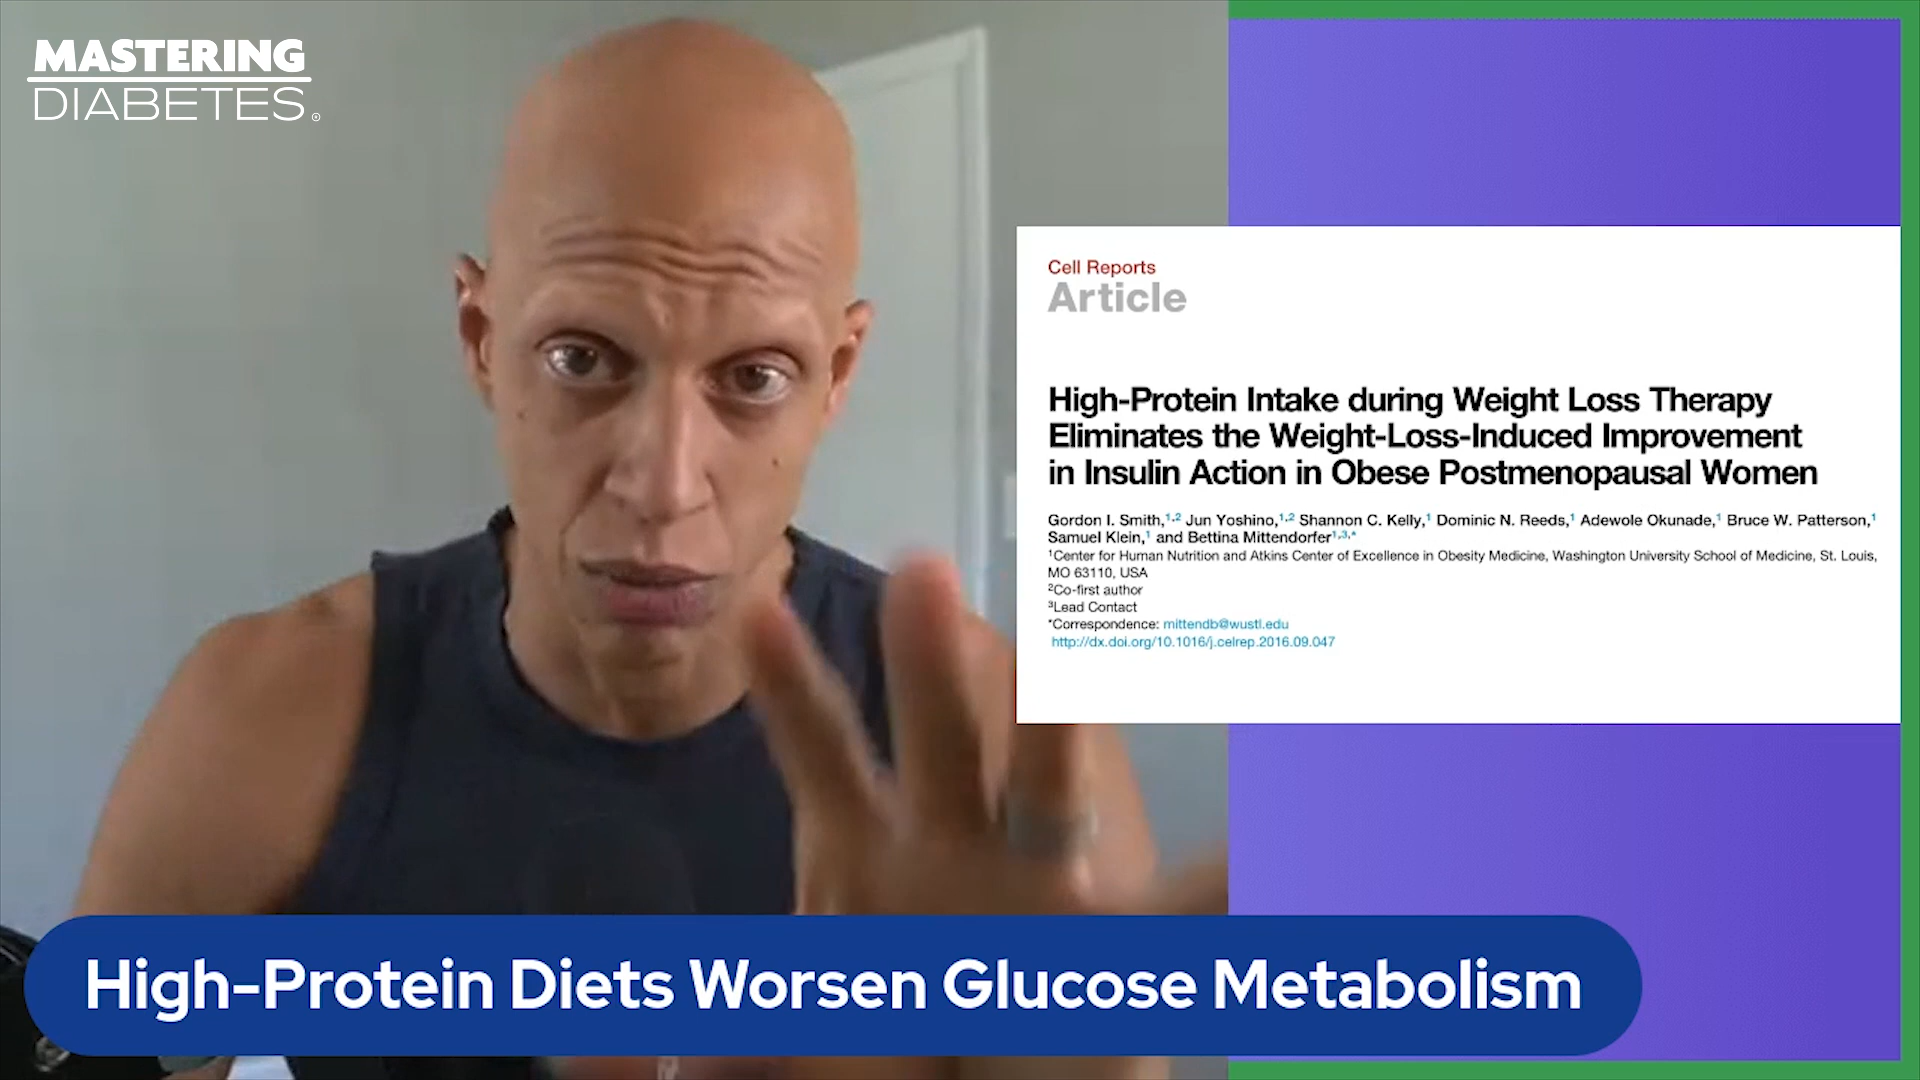 MASTERING
DIABETES®
Cell Reports
Article
High-Protein Intake during Weight Loss Therapy
Eliminates the Weight-Loss-Induced Improvement
in Insulin Action in Obese Postmenopausal Women
Gordon I. Smith,1,2 Jun Yoshino,1,2 Shannon C. Kelly,1 Dominic N. Reeds,1 Adewole Okunade,1 Bruce W. Patterson,1
Samuel Klein,1 and Bettina Mittendorfer1,3,*
1Center for Human Nutrition and Atkins Center of Excellence in Obesity Medicine, Washington University School of Medicine, St. Louis,
MO 63110, USA
2Co-first author
3Lead Contact
*Correspondence: mittendb@wustl.edu
http://dx.doi.org/10.1016/j.celrep.2016.09.047
High-Protein Diets Worsen Glucose Metabolism